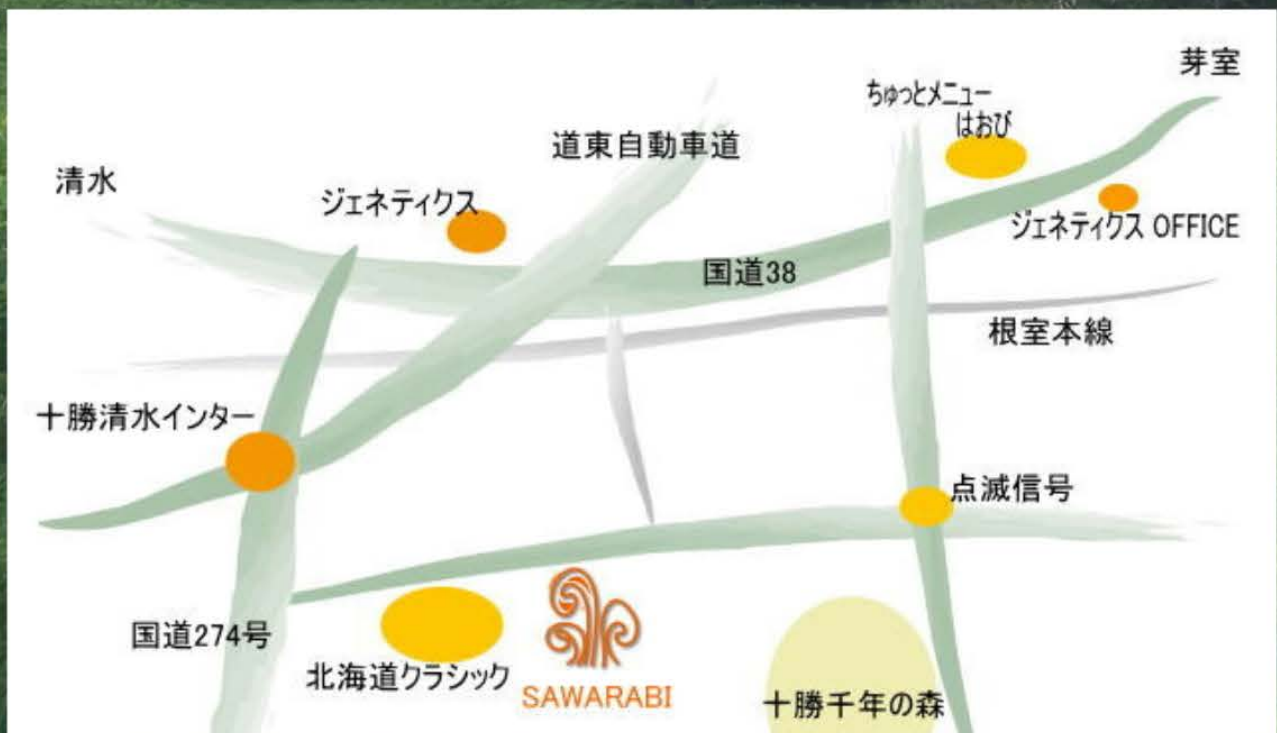 芽室
ちゅっとメニュー
はおび
道東自動車道
清水
ジェネティクス
ジェネティクス OFFICE
国道38
根室本線
十勝清水インター
点滅信号
国道274号
北海道クラシック
SAWARABI
十勝千年の森